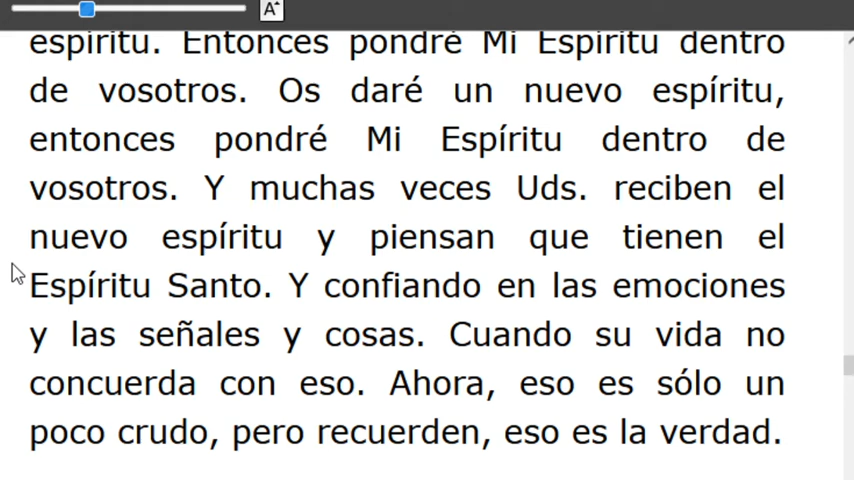 A
espíritu. Entonces pondré Mi Espíritu dentro
de vosotros. Os daré un nuevo espíritu,
entonces pondré Mi Espíritu dentro de
vosotros. Y muchas veces Uds. reciben el
nuevo espíritu y piensan que tienen el
Espíritu Santo. Y confiando en las emociones
y las señales y cosas. Cuando su vida no
concuerda con eso. Ahora, eso es sólo un
poco crudo, pero recuerden, eso es la verdad.